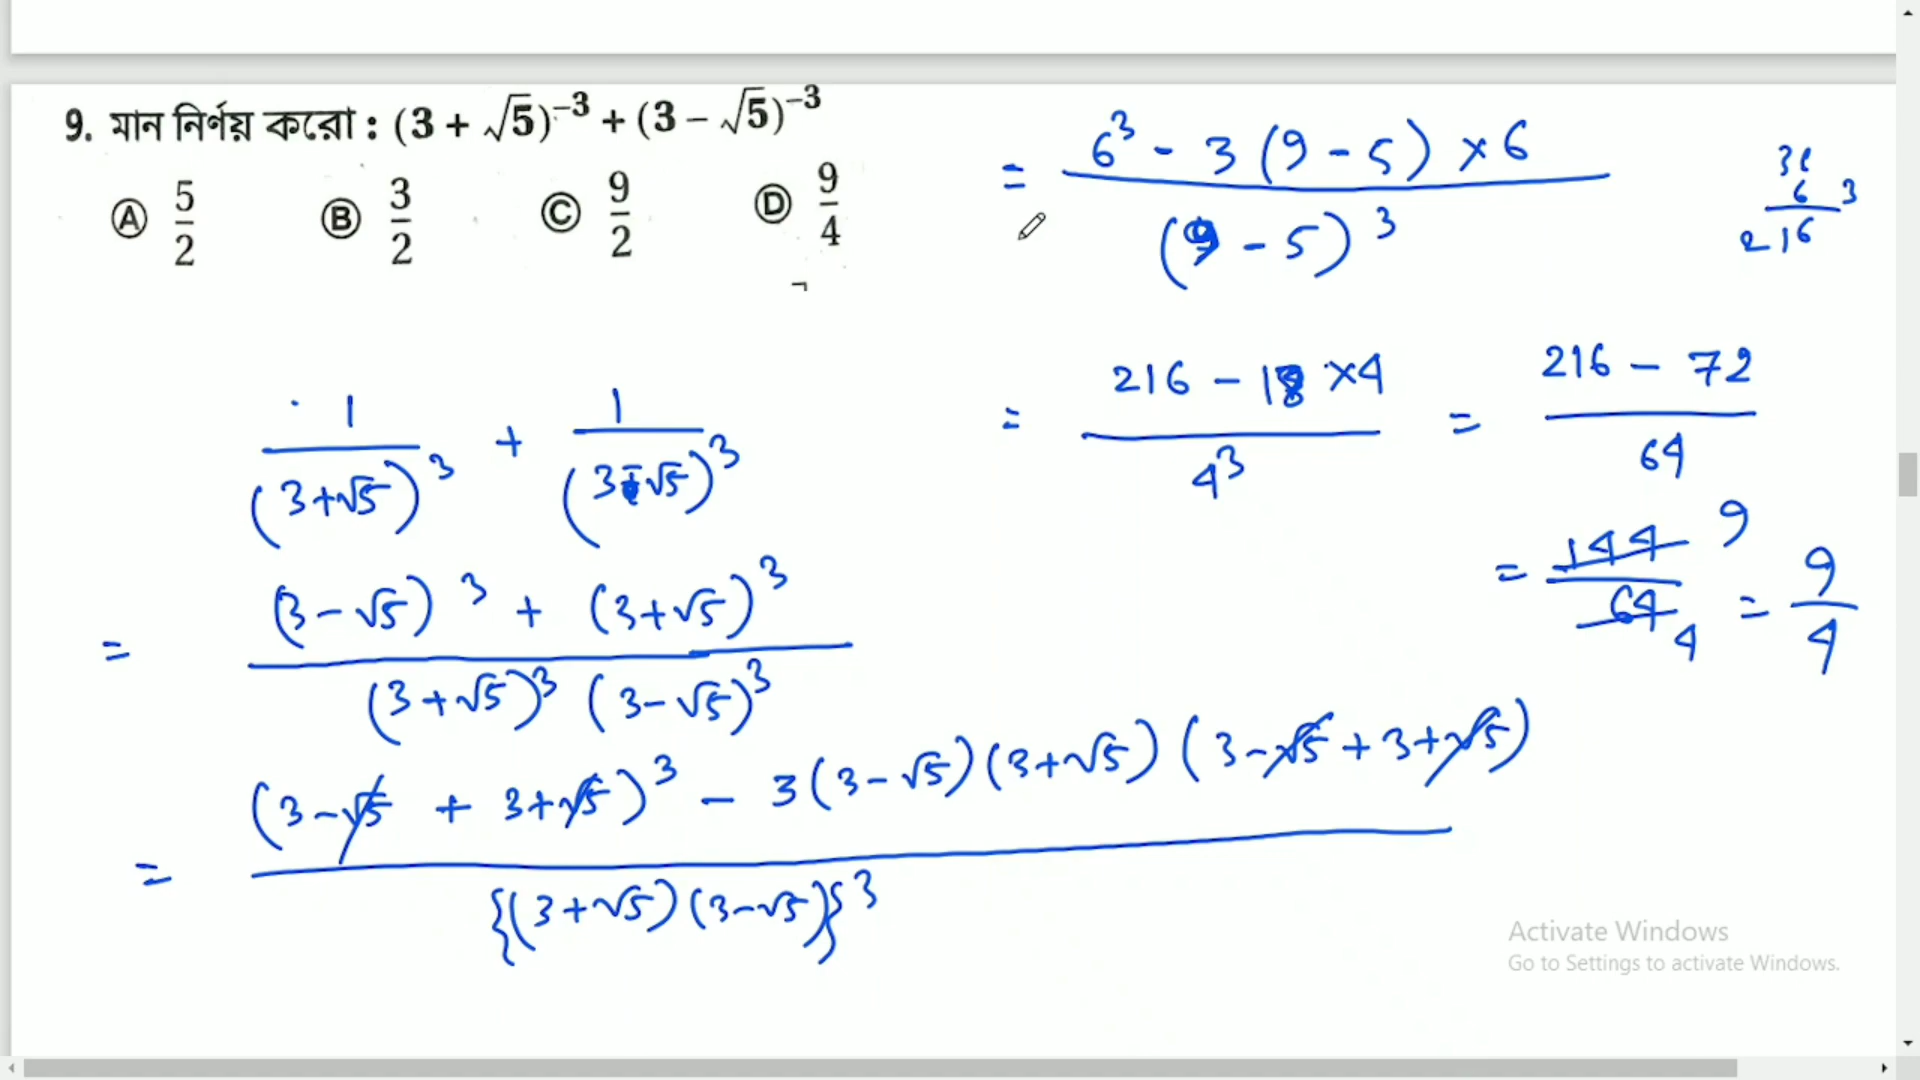 9. মান নির্ণয় করো : (3 + √5)⁻³ + (3 – √5)⁻³
Ⓐ 5/2 Ⓑ 3/2 Ⓒ 9/2 Ⓓ 9/4
1/(3+√5)³ + 1/(3-√5)³
= ((3-√5)³ + (3+√5)³)/((3+√5)³ (3-√5)³)
= ((3-√5 + 3+√5)³ - 3(3-√5)(3+√5)(3-√5+3+√5))/{(3+√5)(3-√5)}³
= (6³ - 3(9-5)×6)/(9-5)³
36
6 3
216
= (216 - 18×4)/4³ = (216 - 72)/64
= 144/64 9 4 = 9/4
Activate Windows
Go to Settings to activate Windows.